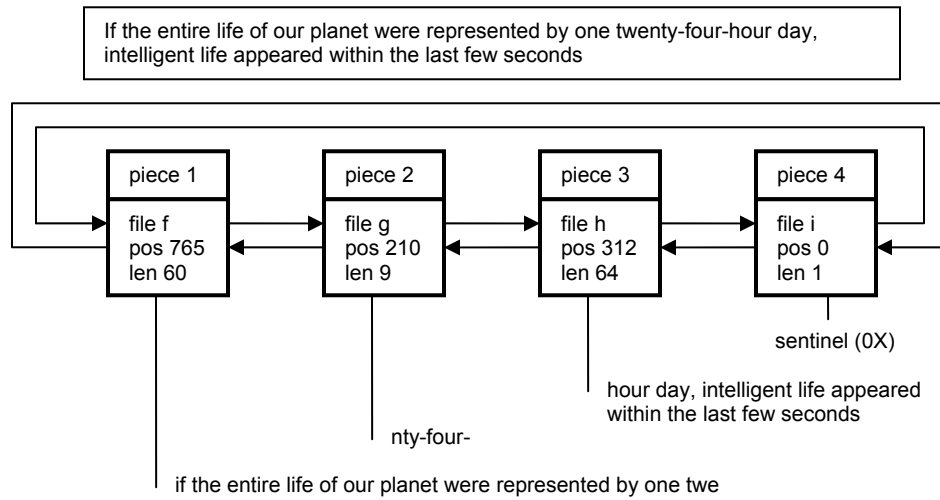 If the entire life of our planet were represented by one twenty-four-hour day,
intelligent life appeared within the last few seconds
piece 1
file f
pos 765
len 60
piece 2
file g
pos 210
len 9
piece 3
file h
pos 312
len 64
piece 4
file i
pos 0
len 1
sentinel (0X)
hour day, intelligent life appeared
within the last few seconds
nty-four-
if the entire life of our planet were represented by one twe